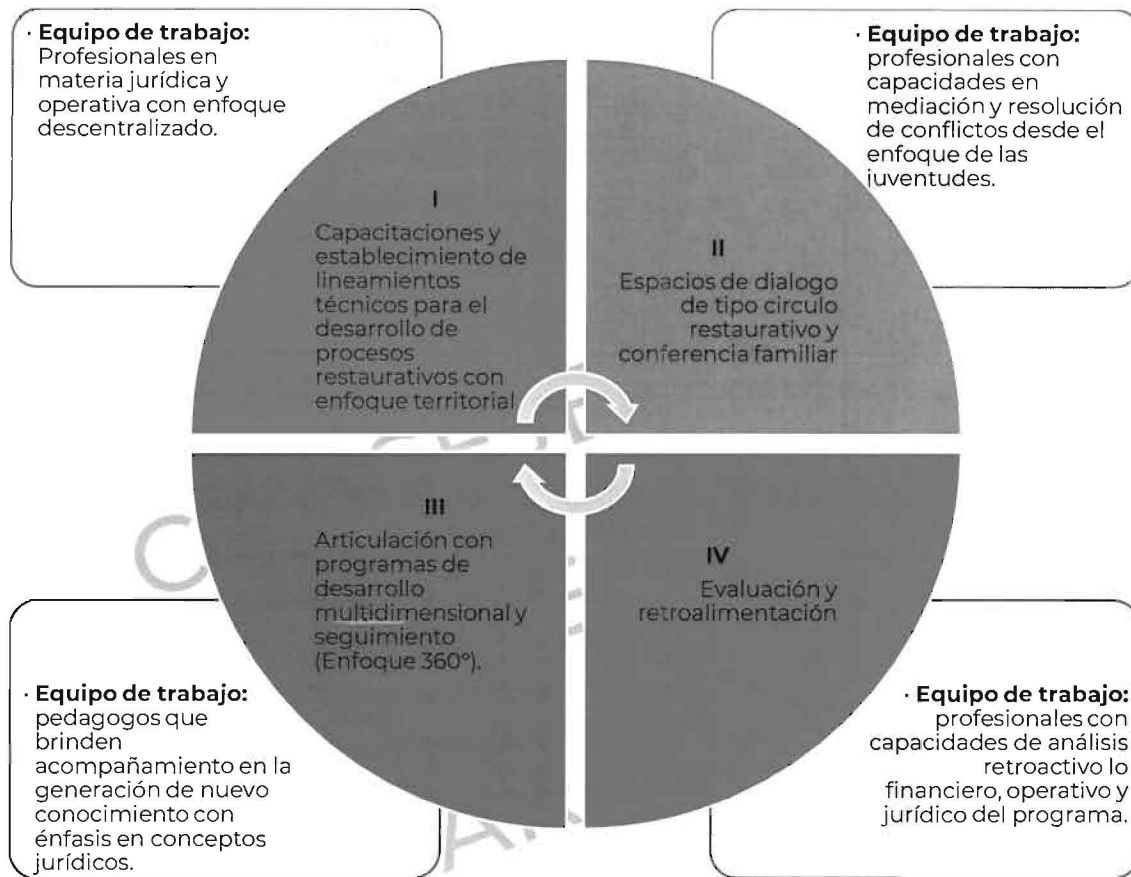 · Equipo de trabajo:
Profesionales en
materia jurídica y
operativa con enfoque
descentralizado.
· Equipo de trabajo:
profesionales con
capacidades en
mediación y resolución
de conflictos desde el
enfoque de las
juventudes.
I
Capacitaciones y
establecimiento de
lineamientos
técnicos para el
desarrollo de
procesos
restaurativos con
enfoque territorial
II
Espacios de dialogo
de tipo circulo
restaurativo y
conferencia familiar
III
Articulación con
programas de
desarrollo
multidimensional y
seguimiento
(Enfoque 360°).
IV
Evaluación y
retroalimentación
· Equipo de trabajo:
pedagogos que
brinden
acompañamiento en la
generación de nuevo
conocimiento con
énfasis en conceptos
jurídicos.
· Equipo de trabajo:
profesionales con
capacidades de análisis
retroactivo lo
financiero, operativo y
jurídico del programa.